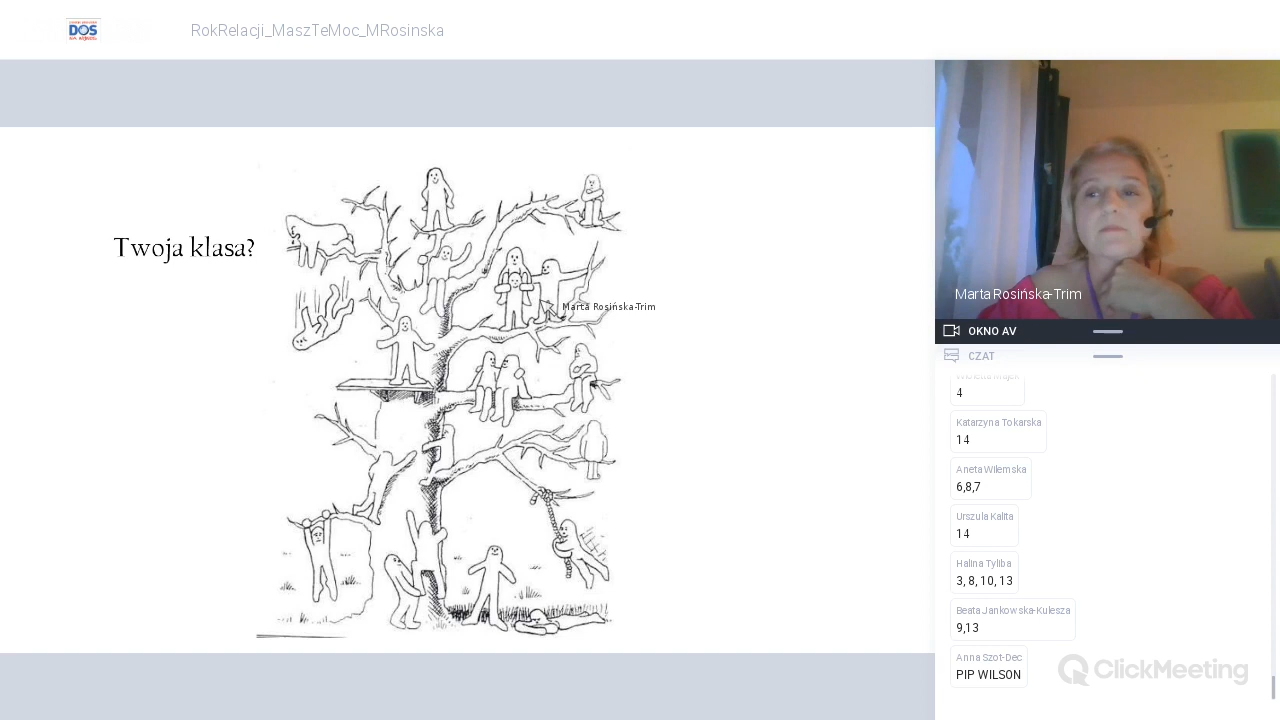 DOS
RokRelacji_MaszTeMoc_MRosinska
Twoja klasa?
Marta Rosińska-Trim
Marta Rosińska-Trim
OKNO AV
CZAT
4
Katarzyna Tokarska
14
Aneta Wilemska
6,8,7
Urszula Kalita
14
Halina Tyliba
3, 8, 10, 13
Beata Jankowska-Kulesza
9,13
Anna Szot-Dec
PIP WILSON
ClickMeeting